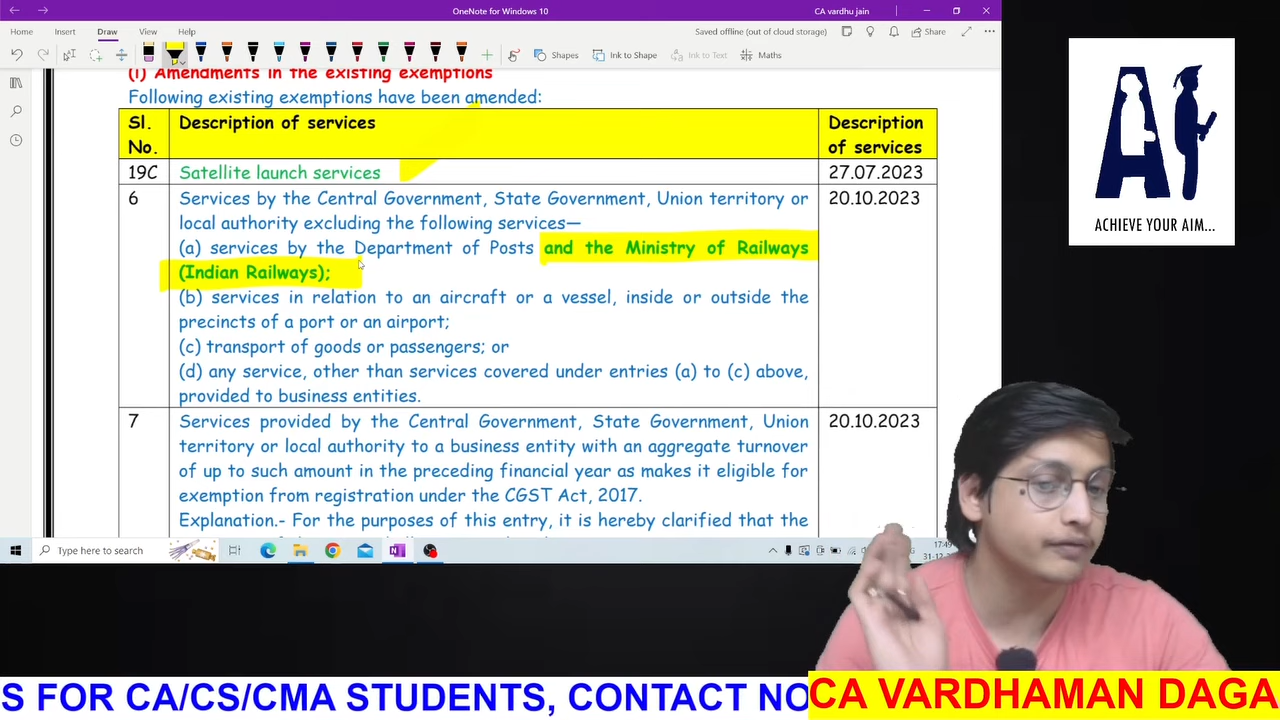 OneNote for Windows 10
CA vardhu jain
Home Insert Draw View Help
Saved offline (out of cloud storage)
Share
Shapes
Ink to Shape
Ink to Text
Maths
(i) Amendments in the existing exemptions
Following existing exemptions have been amended:
Sl. No.
Description of services
Description of services
19C
Satellite launch services
27.07.2023
6
Services by the Central Government, State Government, Union territory or
20.10.2023
local authority excluding the following services—
(a) services by the Department of Posts and the Ministry of Railways
(Indian Railways);
(b) services in relation to an aircraft or a vessel, inside or outside the
precincts of a port or an airport;
(c) transport of goods or passengers; or
(d) any service, other than services covered under entries (a) to (c) above,
provided to business entities.
7
Services provided by the Central Government, State Government, Union
20.10.2023
territory or local authority to a business entity with an aggregate turnover
of up to such amount in the preceding financial year as makes it eligible for
exemption from registration under the CGST Act, 2017.
Explanation.- For the purposes of this entry, it is hereby clarified that the
Type here to search
17:49
31-12-
AI
ACHIEVE YOUR AIM...
S FOR CA/CS/CMA STUDENTS, CONTACT NO
CA VARDHAMAN DAGA